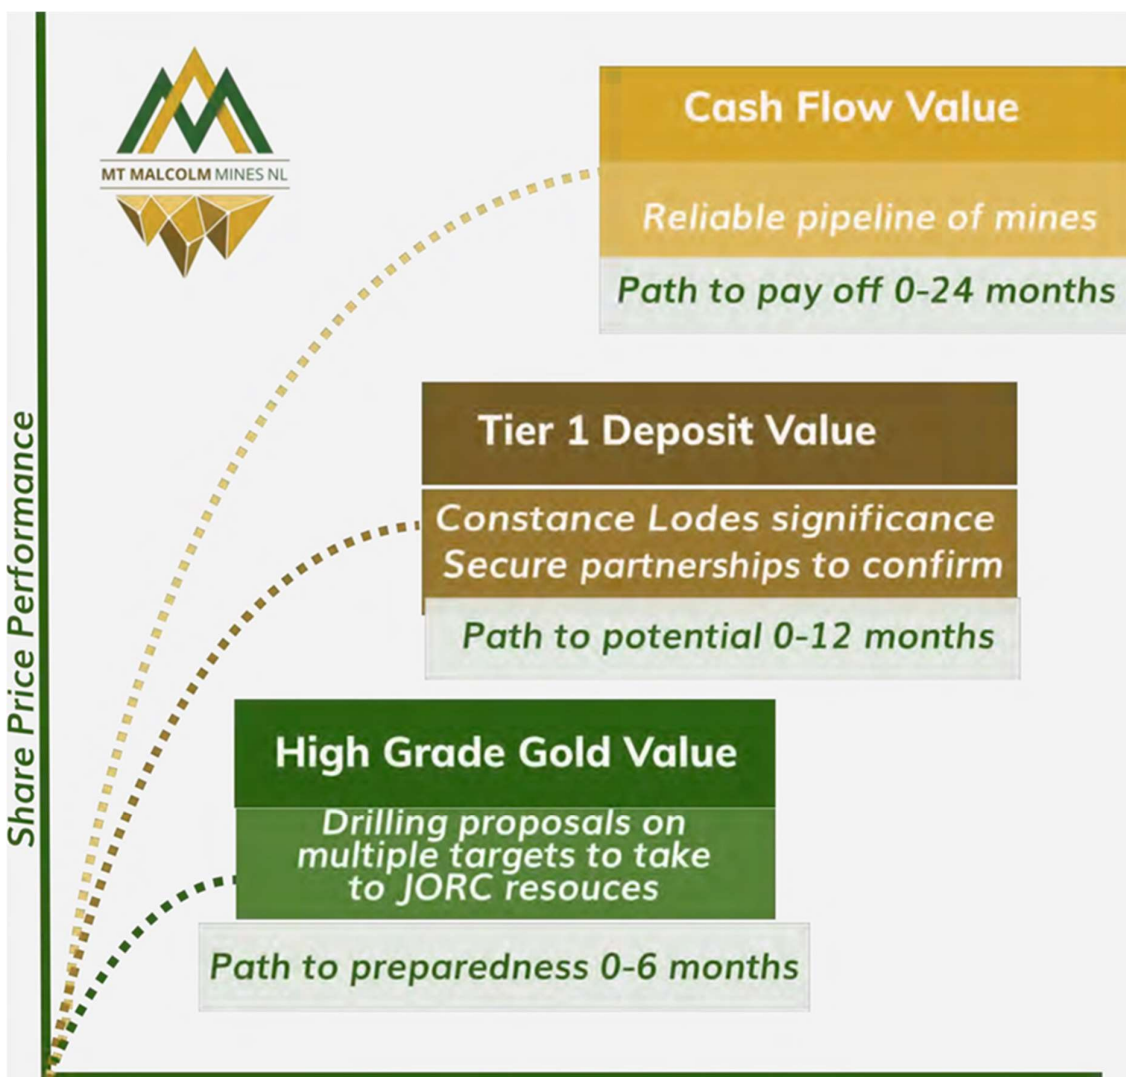 MT MALCOLM MINES NL
Cash Flow Value
Reliable pipeline of mines
Path to pay off 0-24 months
Tier 1 Deposit Value
Constance Lodes significance
Secure partnerships to confirm
Path to potential 0-12 months
High Grade Gold Value
Drilling proposals on
multiple targets to take
to JORC resouces
Path to preparedness 0-6 months
Share Price Performance